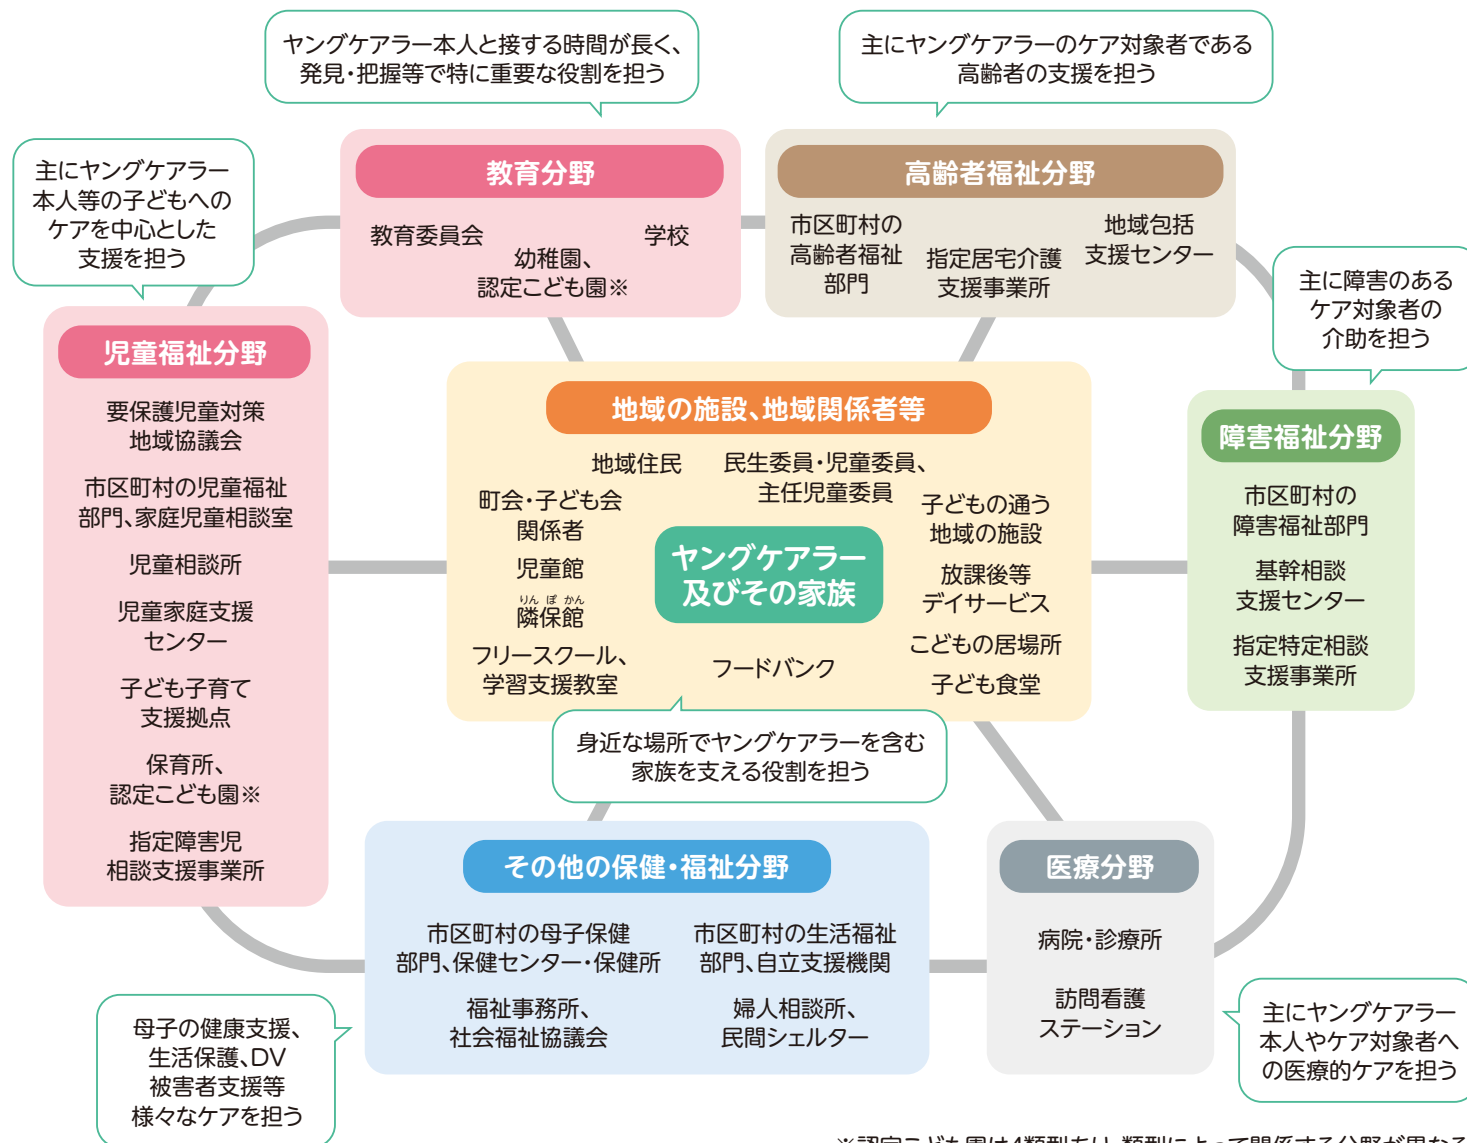 ヤングケアラー本人と接する時間が長く、
発見・把握等で特に重要な役割を担う
主にヤングケアラーのケア対象者である
高齢者の支援を担う
主にヤングケアラー
本人等の子どもへの
ケアを中心とした
支援を担う
教育分野
教育委員会
学校
幼稚園、
認定こども園※
高齢者福祉分野
市区町村の
高齢者福祉
部門
指定居宅介護
支援事業所
地域包括
支援センター
主に障害のある
ケア対象者の
介助を担う
児童福祉分野
要保護児童対策
地域協議会
市区町村の児童福祉
部門、家庭児童相談室
児童相談所
児童家庭支援
センター
子ども子育て
支援拠点
保育所、
認定こども園※
指定障害児
相談支援事業所
地域の施設、地域関係者等
地域住民
民生委員・児童委員、
主任児童委員
町会・子ども会
関係者
児童館
りん ぽ かん
隣保館
フリースクール、
学習支援教室
ヤングケアラー
及びその家族
フードバンク
子どもの通う
地域の施設
放課後等
デイサービス
こどもの居場所
子ども食堂
身近な場所でヤングケアラーを含む
家族を支える役割を担う
障害福祉分野
市区町村の
障害福祉部門
基幹相談
支援センター
指定特定相談
支援事業所
その他の保健・福祉分野
市区町村の母子保健
部門、保健センター・保健所
市区町村の生活福祉
部門、自立支援機関
福祉事務所、
社会福祉協議会
婦人相談所、
民間シェルター
医療分野
病院・診療所
訪問看護
ステーション
母子の健康支援、
生活保護、DV
被害者支援等
様々なケアを担う
主にヤングケアラー
本人やケア対象者へ
の医療的ケアを担う
※認定こども園は4類型あり、類型によって関係する分野が異なる